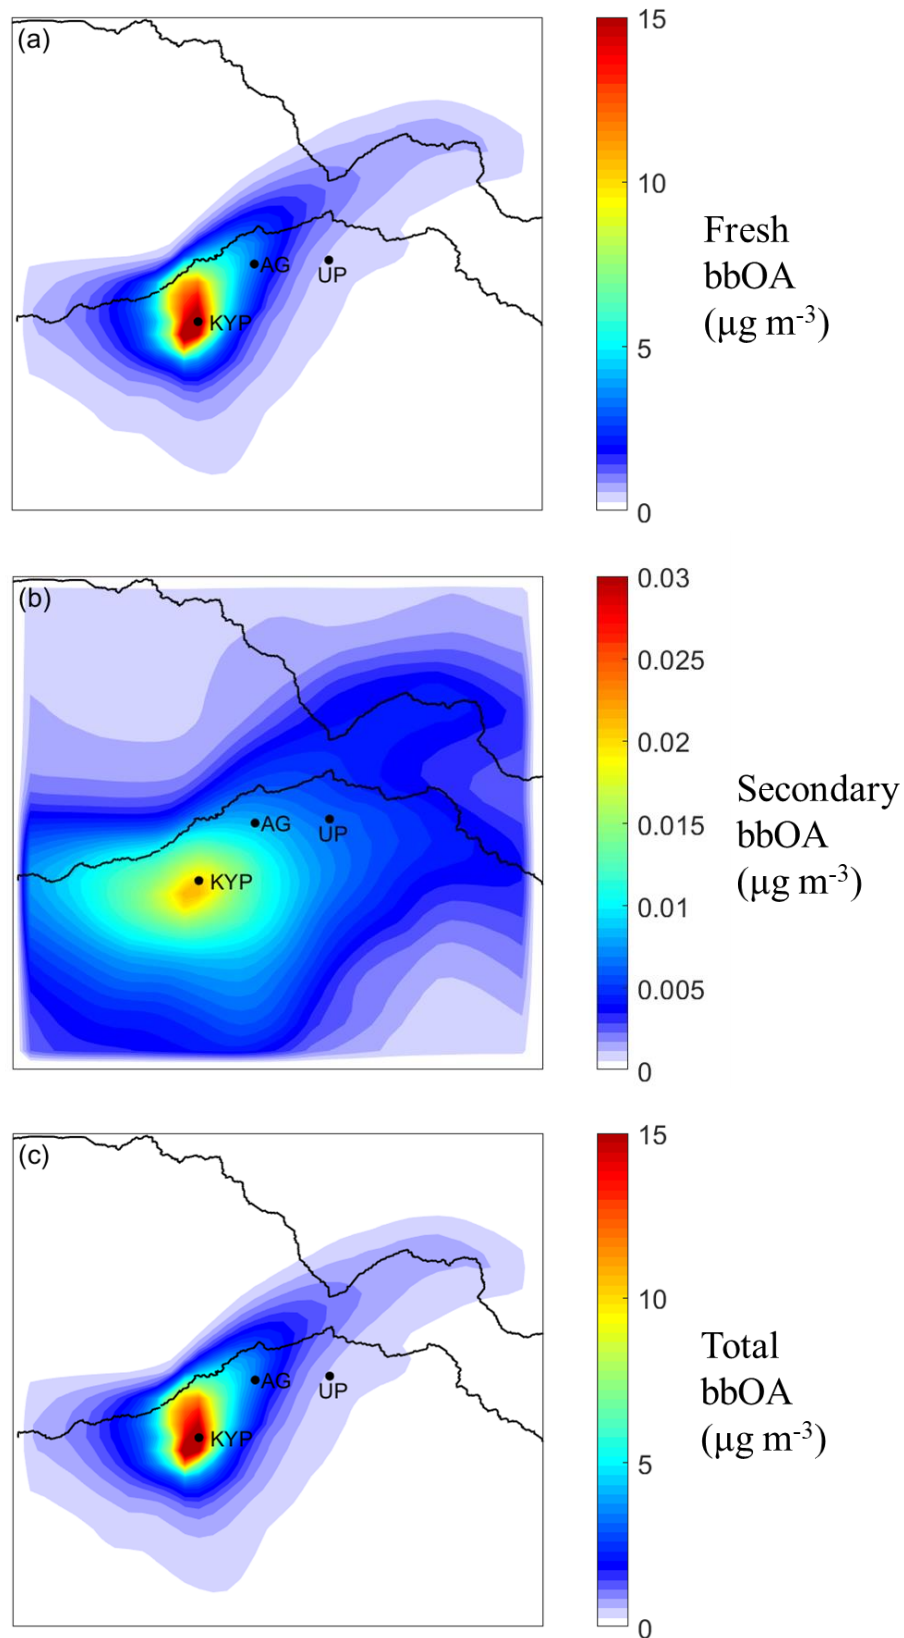 (a)
15
10
5
0
Fresh
bbOA
(μg m-3)
AG
UP
KYP
(b)
0.03
0.025
0.02
0.015
0.01
0.005
0
Secondary
bbOA
(μg m-3)
AG
UP
KYP
(c)
15
10
5
0
Total
bbOA
(μg m-3)
AG
UP
KYP